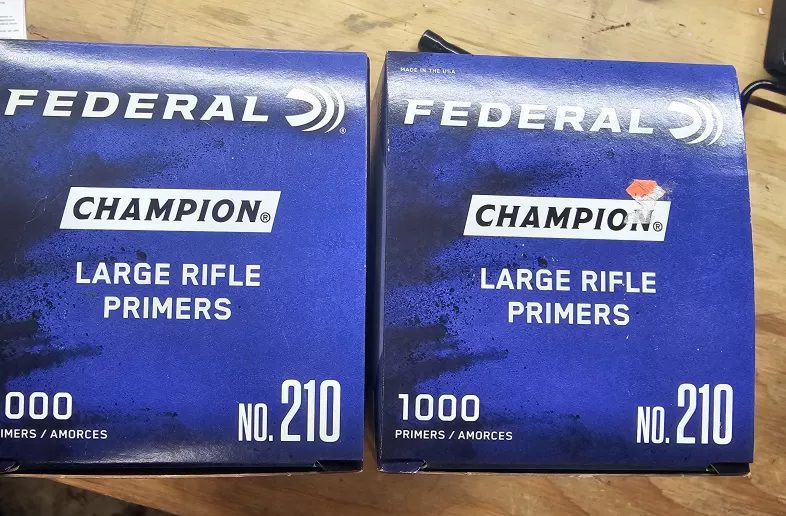 FEDERAL
®
CHAMPION®
LARGE RIFLE
PRIMERS
000
IMERS / AMORCES
NO. 210
MADE IN THE USA
FEDERAL
CHAMPION®
LARGE RIFLE
PRIMERS
1000
PRIMERS / AMORCES
NO. 210